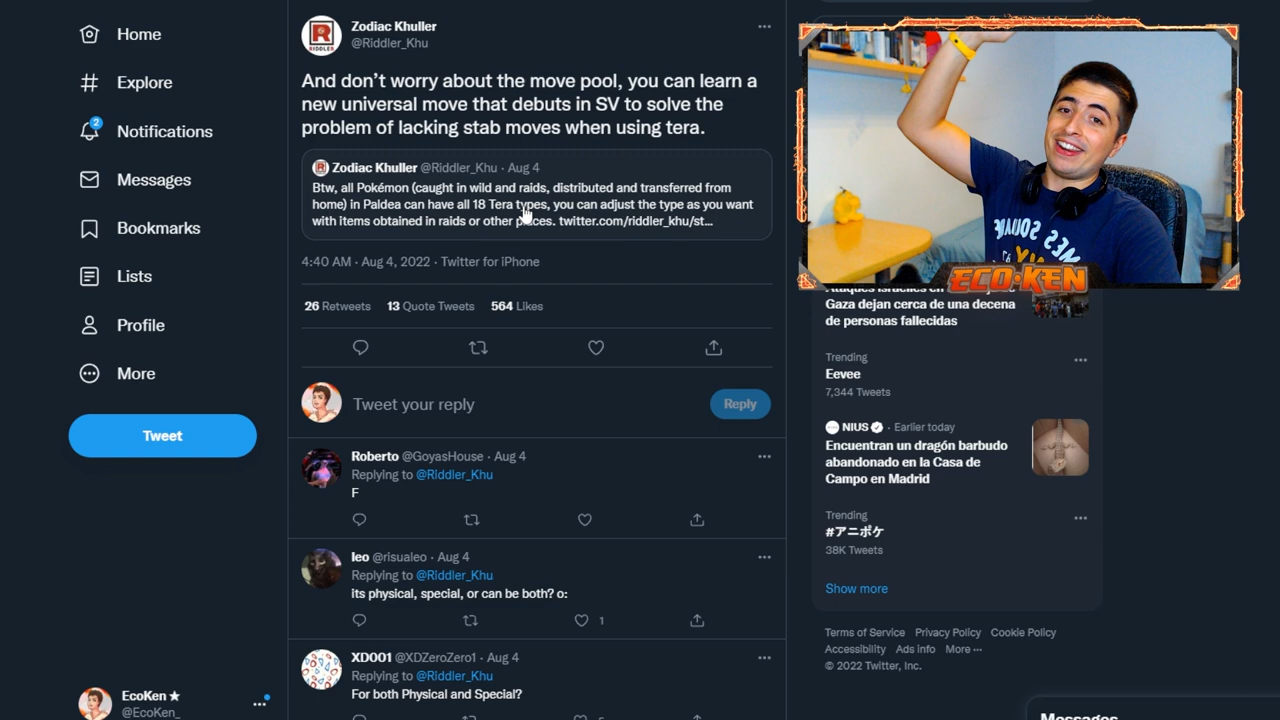 Home
Explore
2
Notifications
Messages
Bookmarks
Lists
Profile
More
Tweet
EcoKen ★
@EcoKen_
RIDDLER
Zodiac Khuller
@Riddler_Khu
And don’t worry about the move pool, you can learn a
new universal move that debuts in SV to solve the
problem of lacking stab moves when using tera.
Zodiac Khuller @Riddler_Khu · Aug 4
Btw, all Pokémon (caught in wild and raids, distributed and transferred from
home) in Paldea can have all 18 Tera types, you can adjust the type as you want
with items obtained in raids or other places. twitter.com/riddler_khu/st...
4:40 AM · Aug 4, 2022 · Twitter for iPhone
26 Retweets 13 Quote Tweets 564 Likes
Tweet your reply
Reply
Roberto @GoyasHouse · Aug 4
Replying to @Riddler_Khu
F
leo @risualeo · Aug 4
Replying to @Riddler_Khu
its physical, special, or can be both? o:
1
XD001 @XDZeroZero1 · Aug 4
Replying to @Riddler_Khu
For both Physical and Special?
ECO·KEN
Gaza dejan cerca de una decena
de personas fallecidas
Trending
Eevee
7,344 Tweets
NIUS · Earlier today
Encuentran un dragón barbudo
abandonado en la Casa de
Campo en Madrid
Trending
#アニポケ
38K Tweets
Show more
Terms of Service Privacy Policy Cookie Policy
Accessibility Ads info More ···
© 2022 Twitter, Inc.
Messages